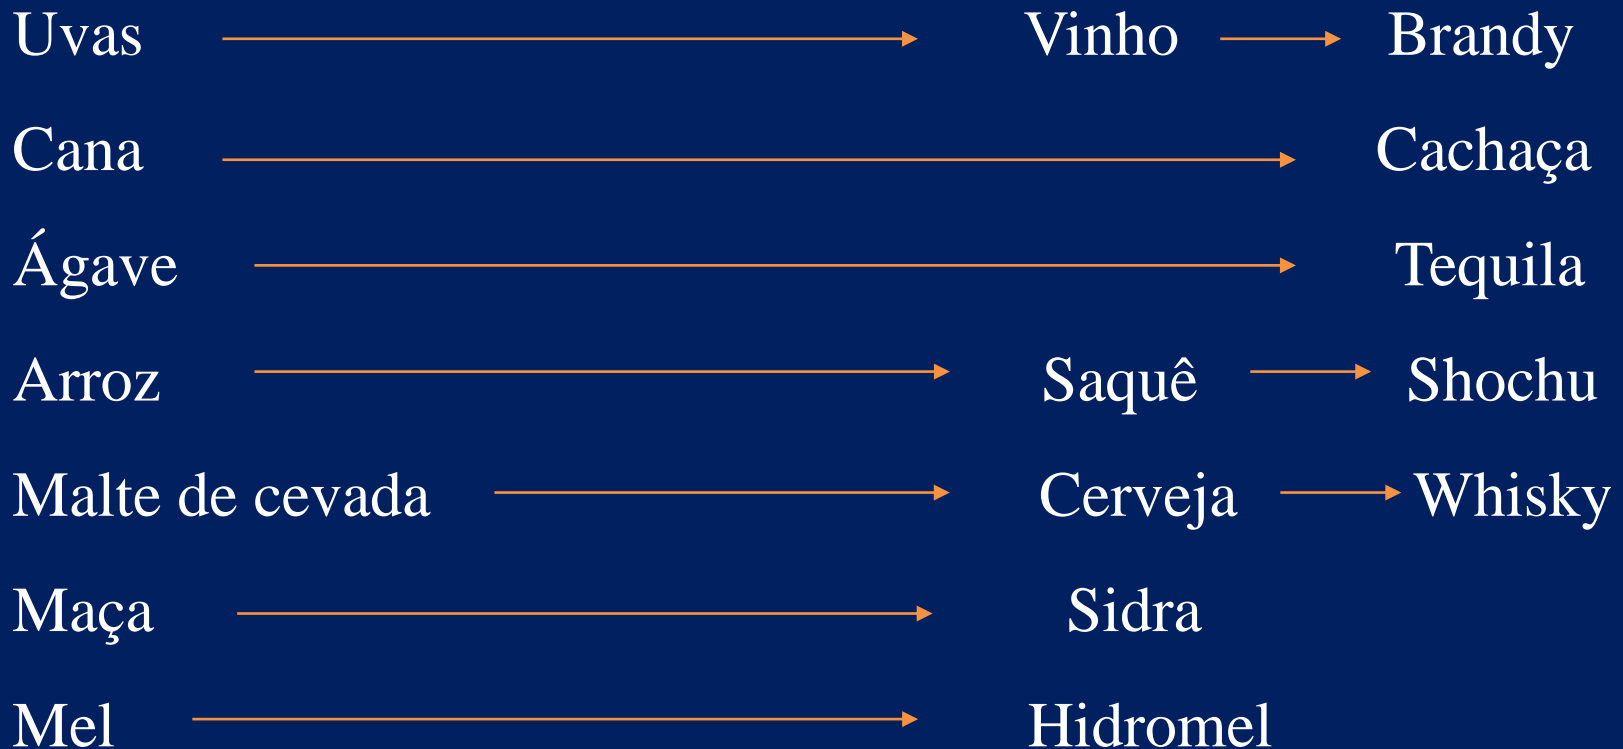 Uvas Vinho Brandy
Cana Cachaça
Ágave Tequila
Arroz Saquê Shochu
Malte de cevada Cerveja Whisky
Maça Sidra
Mel Hidromel